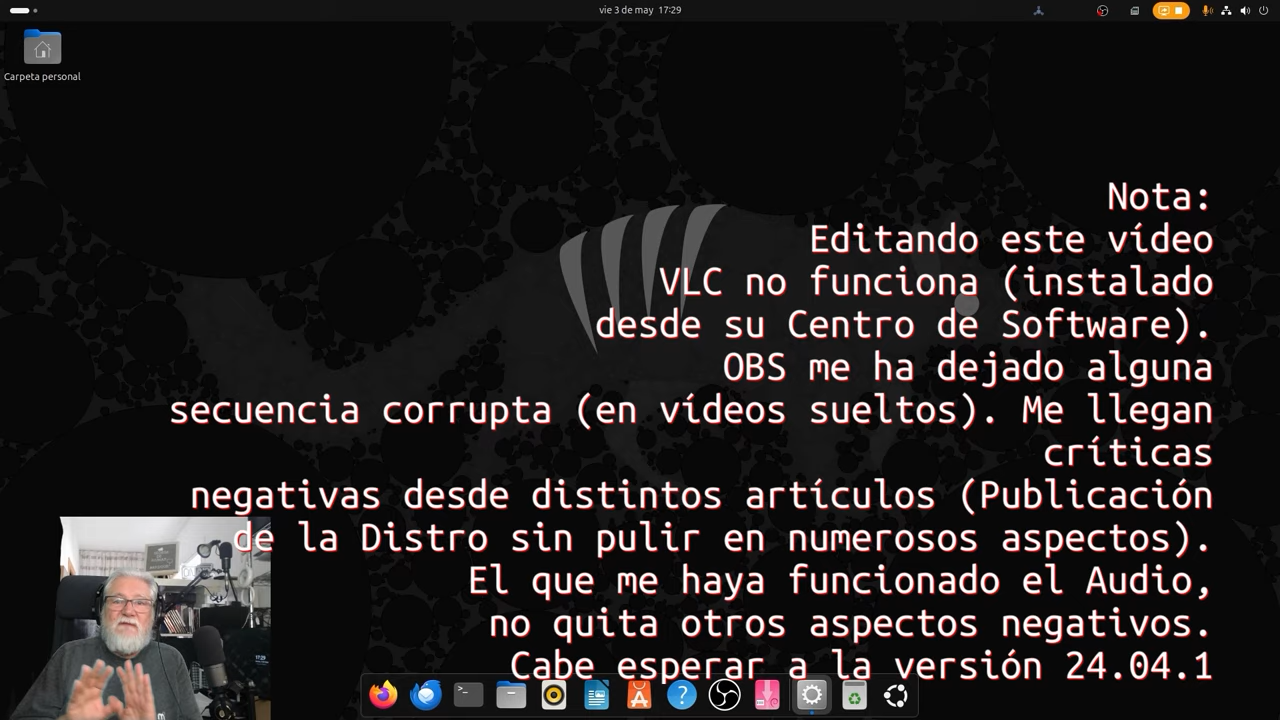 vie 3 de may 17:29
Carpeta personal
Nota:
Editando este vídeo
VLC no funciona (instalado
desde su Centro de Software).
OBS me ha dejado alguna
secuencia corrupta (en vídeos sueltos). Me llegan
críticas
negativas desde distintos artículos (Publicación
de la Distro sin pulir en numerosos aspectos).
El que me haya funcionado el Audio,
no quita otros aspectos negativos.
Cabe esperar a la versión 24.04.1